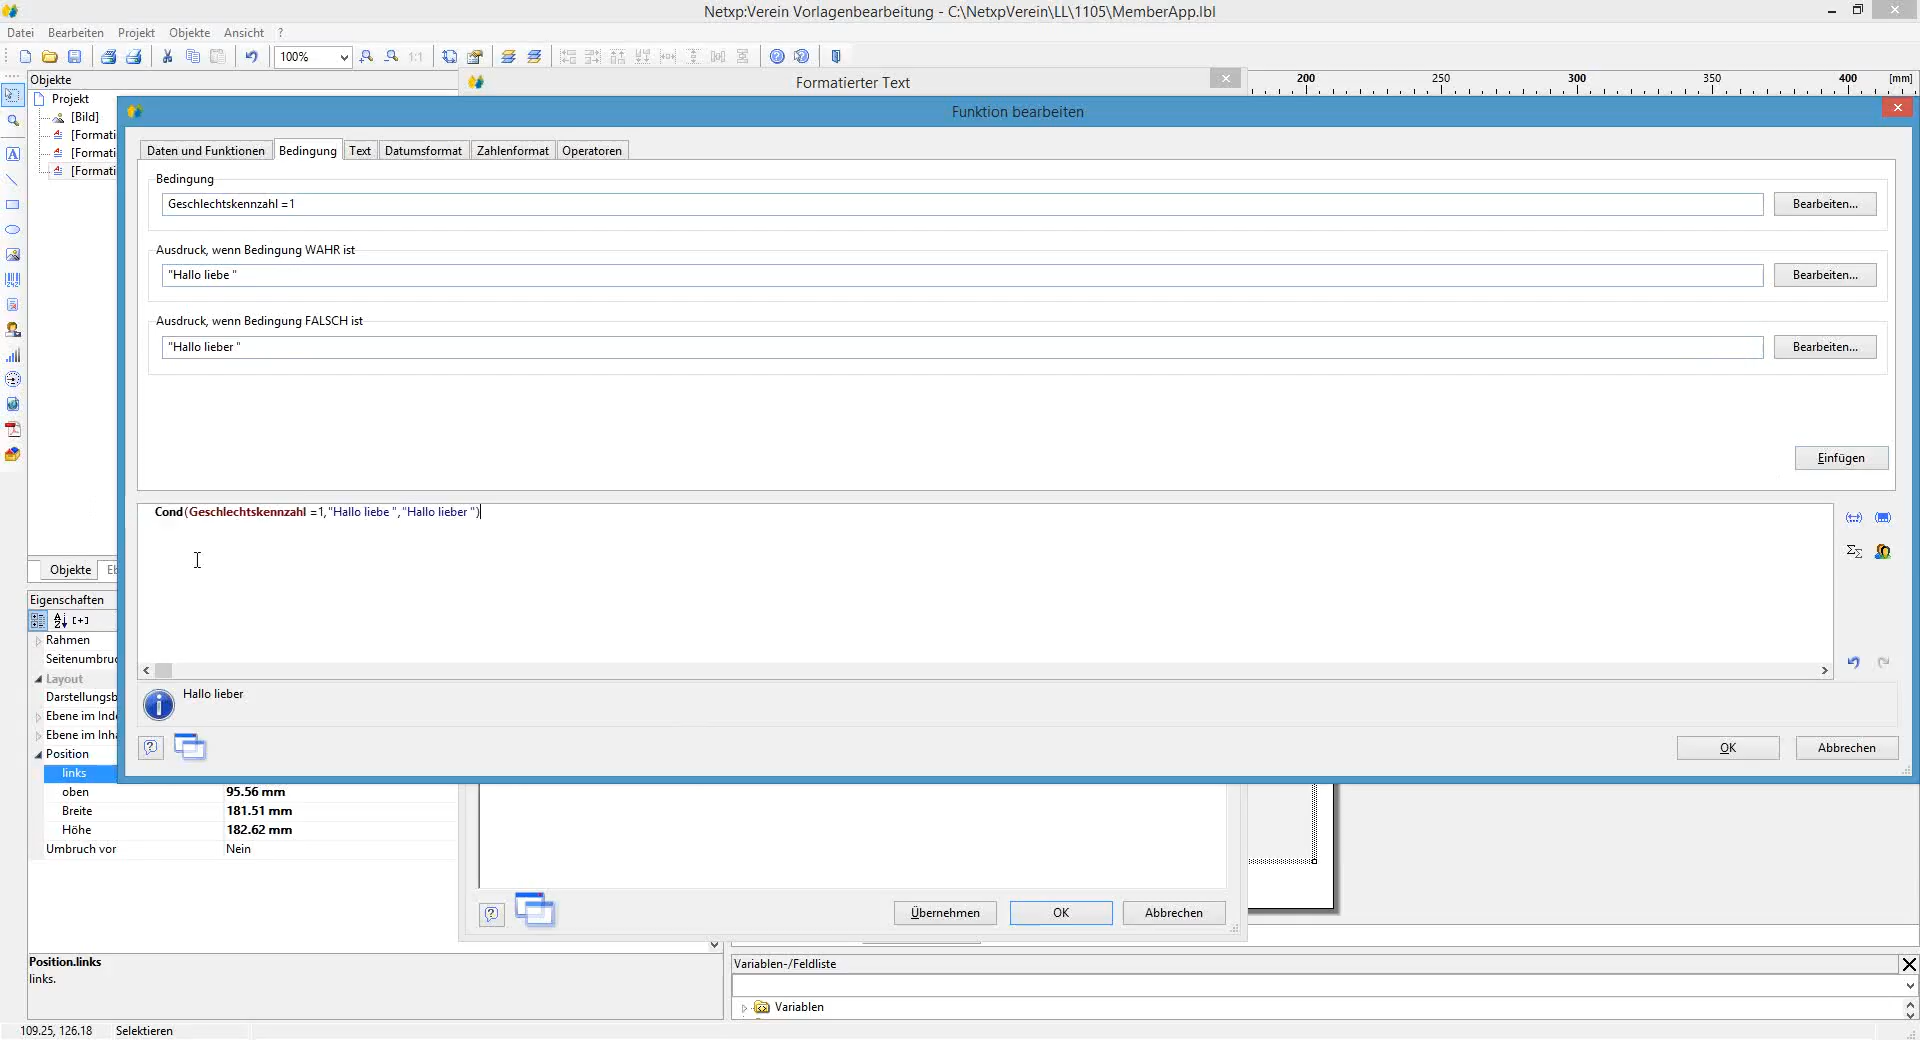 Netxp:Verein Vorlagenbearbeitung - C:\NetxpVerein\LL\1105\MemberApp.lbl
Datei Bearbeiten Projekt Objekte Ansicht ?
100% 1:1
Objekte
Formatierter Text
200 250 300 350 400 [mm]
Projekt
[Bild]
[Formati
[Formati
[Formati
Funktion bearbeiten
Daten und Funktionen Bedingung Text Datumsformat Zahlenformat Operatoren
Bedingung
Geschlechtskennzahl =1 Bearbeiten...
Ausdruck, wenn Bedingung WAHR ist
"Hallo liebe " Bearbeiten...
Ausdruck, wenn Bedingung FALSCH ist
"Hallo lieber " Bearbeiten...
Einfügen
Cond(Geschlechtskennzahl =1,"Hallo liebe ","Hallo lieber ")
Hallo lieber
OK Abbrechen
Objekte Eb
Eigenschaften
Rahmen
Seitenumbruc
Layout
Darstellungsb
Ebene im Inde
Ebene im Inha
Position
links
oben 95.56 mm
Breite 181.51 mm
Höhe 182.62 mm
Umbruch vor Nein
Übernehmen OK Abbrechen
Position.links
links.
Variablen-/Feldliste
Variablen
109.25, 126.18 Selektieren